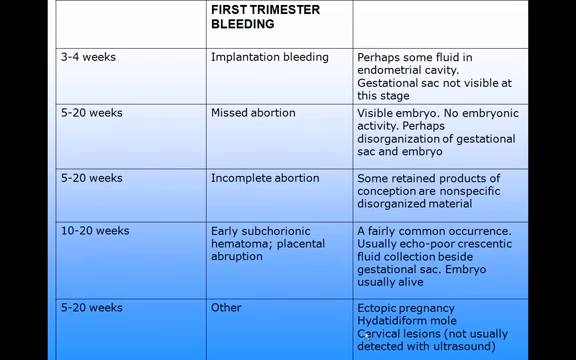 FIRST TRIMESTER
BLEEDING
3-4 weeks
Implantation bleeding
Perhaps some fluid in
endometrial cavity.
Gestational sac not visible at
this stage
5-20 weeks
Missed abortion
Visible embryo. No embryonic
activity. Perhaps
disorganization of gestational
sac and embryo
5-20 weeks
Incomplete abortion
Some retained products of
conception are nonspecific
disorganized material
10-20 weeks
Early subchorionic
hematoma; placental
abruption
A fairly common occurrence.
Usually echo-poor crescentic
fluid collection beside
gestational sac. Embryo
usually alive
5-20 weeks
Other
Ectopic pregnancy
Hydatidiform mole
Cervical lesions (not usually
detected with ultrasound)